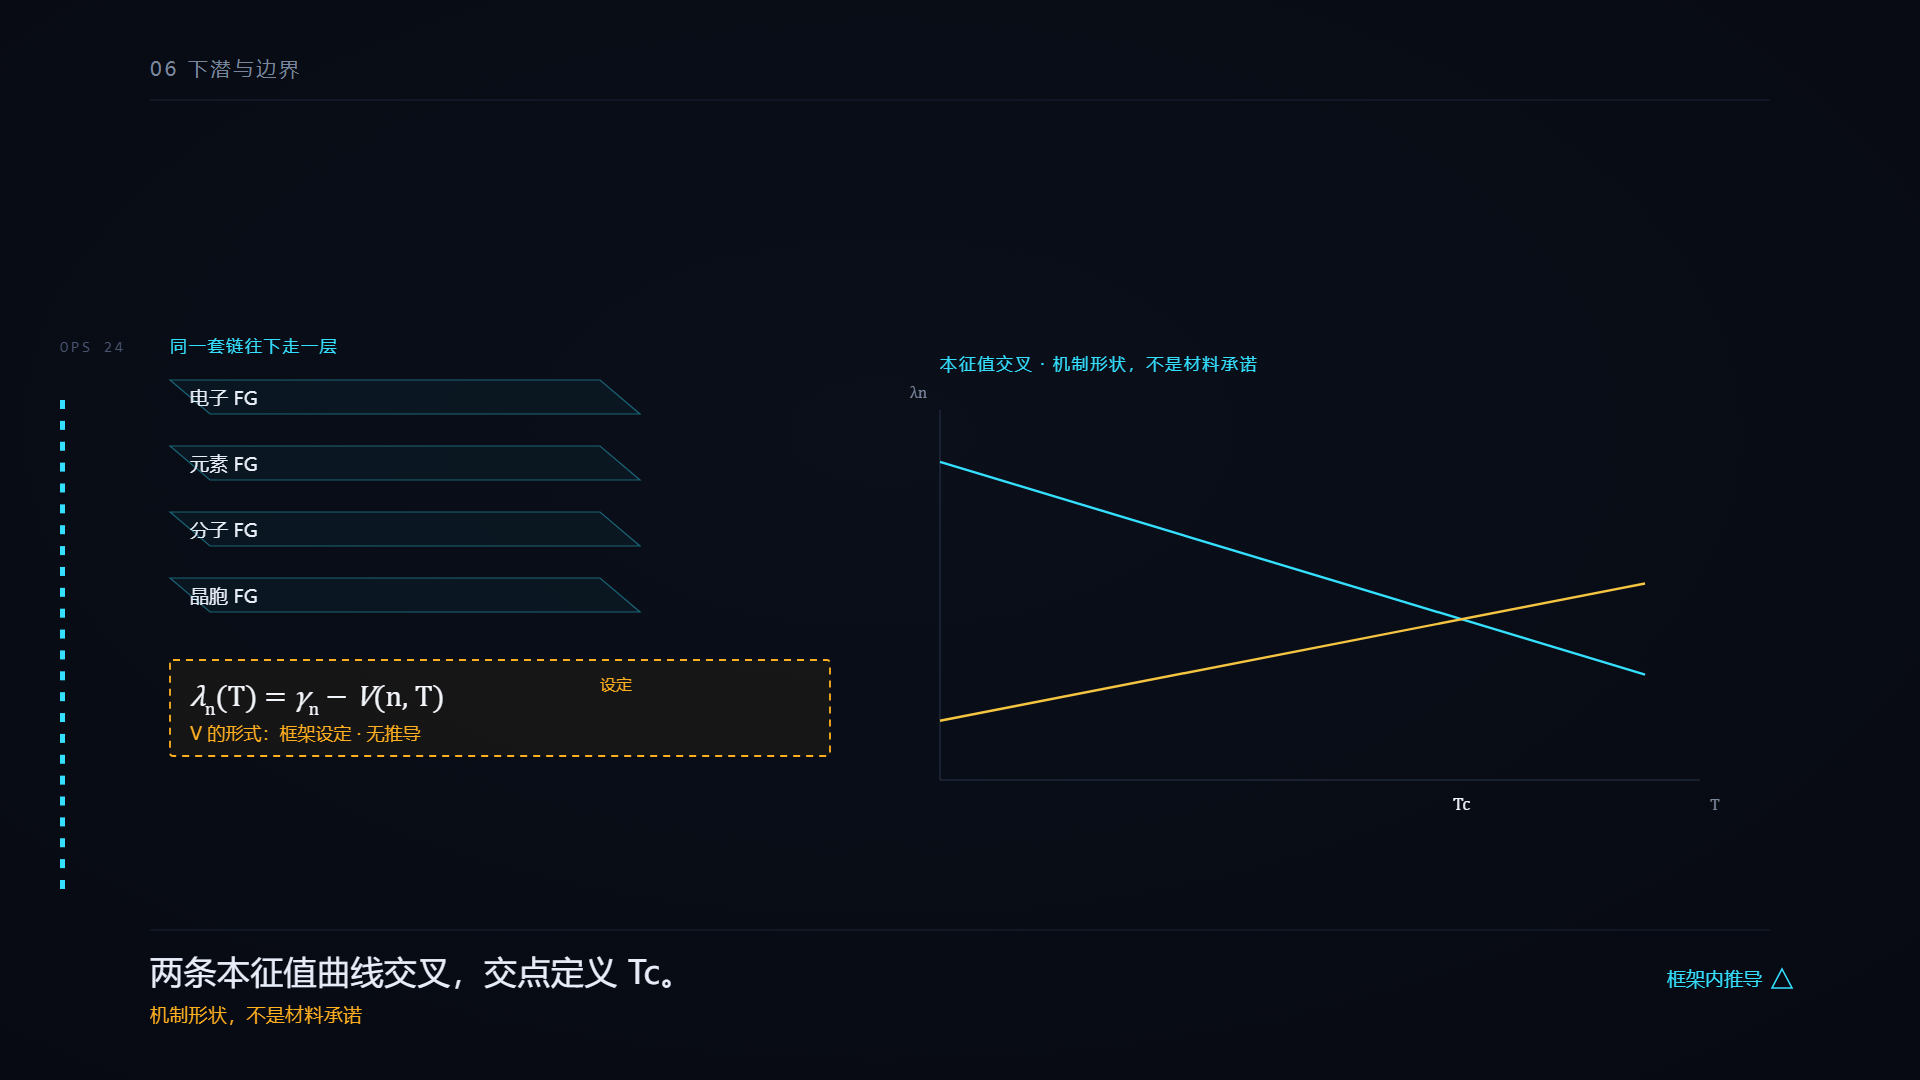 06 下潜与边界
OPS 24
同一套链往下走一层
电子 FG
元素 FG
分子 FG
晶胞 FG
λn(T) = γn − V(n, T)
设定
V 的形式：框架设定 · 无推导
本征值交叉 · 机制形状，不是材料承诺
λn
Tc
T
两条本征值曲线交叉，交点定义 Tc。
机制形状，不是材料承诺
框架内推导 △